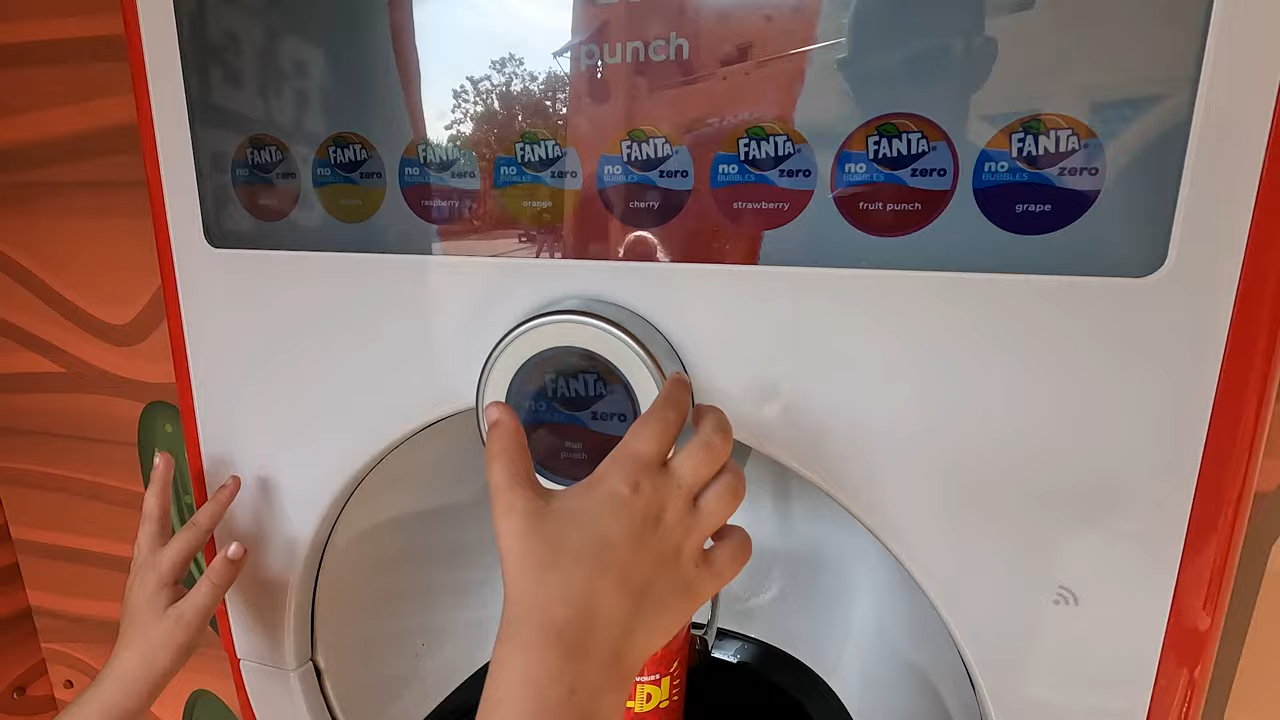 punch
FANTA
no
zero
FANTA
no
zero
FANTA
no
BUBBLES
zero
raspberry
FANTA
no
BUBBLES
zero
orange
FANTA
no
BUBBLES
zero
cherry
FANTA
no
BUBBLES
zero
strawberry
FANTA
no
BUBBLES
zero
fruit punch
FANTA
no
BUBBLES
zero
grape
FANTA
no
zero
fruit
punch